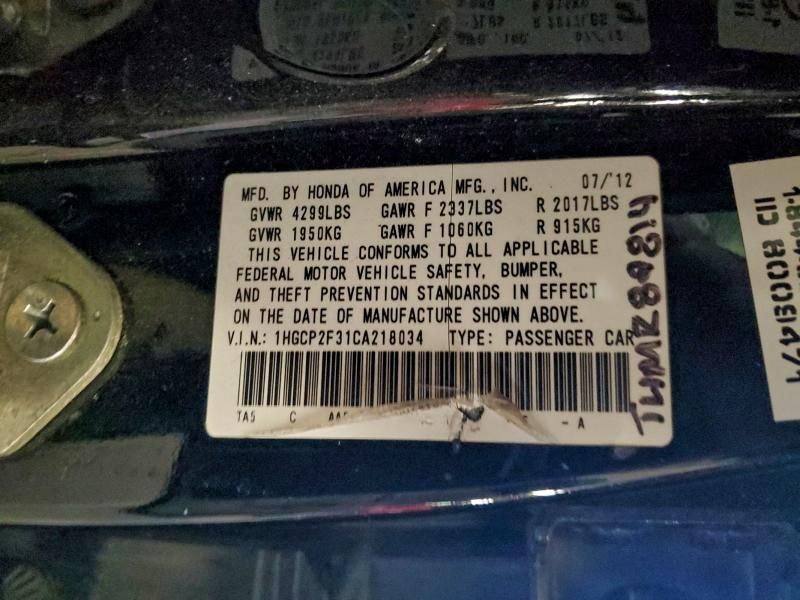 MFD. BY HONDA OF AMERICA MFG., INC. 07/'12
GVWR 4299LBS GAWR F 2337LBS R 2017LBS
GVWR 1950KG GAWR F 1060KG R 915KG
THIS VEHICLE CONFORMS TO ALL APPLICABLE
FEDERAL MOTOR VEHICLE SAFETY, BUMPER,
AND THEFT PREVENTION STANDARDS IN EFFECT
ON THE DATE OF MANUFACTURE SHOWN ABOVE.
V.I.N.: 1HGCP2F31CA218034 TYPE: PASSENGER CAR
TA5 C -A